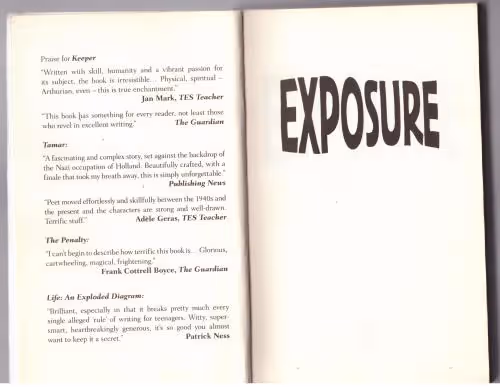 Praise for Keeper
"Written with skill, humanity and a vibrant passion for
its subject, the book is irresistible. . . Physical, spiritual –
Arthurian, even – this is true enchantment."
Jan Mark, TES Teacher
"This book has something for every reader, not least those
who revel in excellent writing." The Guardian
Tamar:
"A fascinating and complex story, set against the backdrop of
the Nazi occupation of Holland. Beautifully crafted, with a
finale that took my breath away, this is simply unforgettable."
Publishing News
"Peet moved effortlessly and skilfully between the 1940s and
the present and the characters are strong and well-drawn.
Terrific stuff." Adèle Geras, TES Teacher
The Penalty:
"I can't begin to describe how terrific this book is. . . Glorious,
cartwheeling, magical, frightening."
Frank Cottrell Boyce, The Guardian
Life: An Exploded Diagram:
"Brilliant, especially in that it breaks pretty much every
single alleged 'rule' of writing for teenagers. Witty, super-
smart, heartbreakingly generous, it's so good you almost
want to keep it a secret." Patrick Ness
EXPOSURE